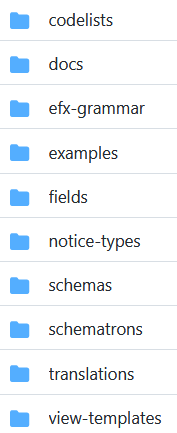 codelists
docs
efx-grammar
examples
fields
notice-types
schemas
schematrons
translations
view-templates